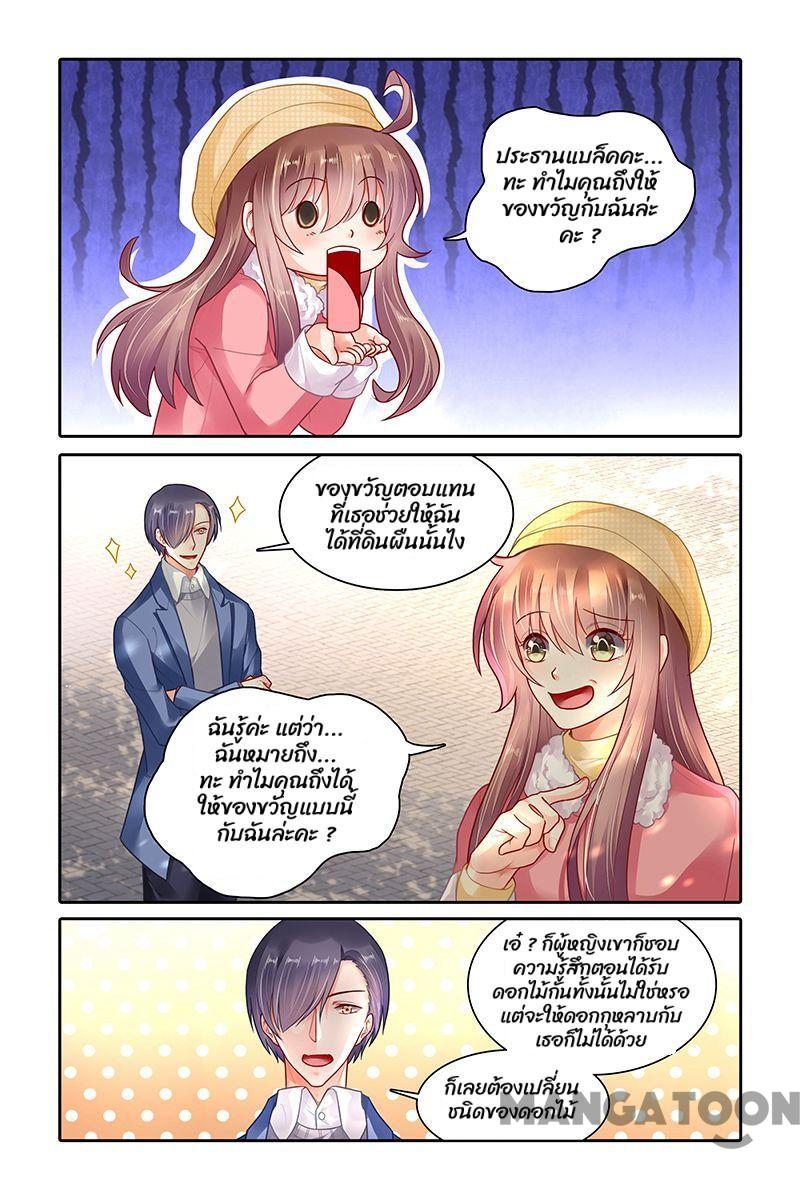 ประธานแบล็คคะ...
ทะ ทำไมคุณถึงให้
ของขวัญกับฉันล่ะ
คะ ?
ของขวัญตอบแทน
ที่เธอช่วยให้ฉัน
ได้ที่ดินผืนนั้นไง
ฉันรู้ค่ะ แต่ว่า...
ฉันหมายถึง...
ทะ ทำไมคุณถึงได้
ให้ของขวัญแบบนี้
กับฉันล่ะคะ ?
เอ๋ ? ก็ผู้หญิงเขาก็ชอบ
ความรู้สึกตอนได้รับ
ดอกไม้กันทั้งนั้นไม่ใช่หรอ
แต่จะให้ดอกกุหลาบกับ
เธอก็ไม่ได้ด้วย
ก็เลยต้องเปลี่ยน
ชนิดของดอกไม้
MANGATOON